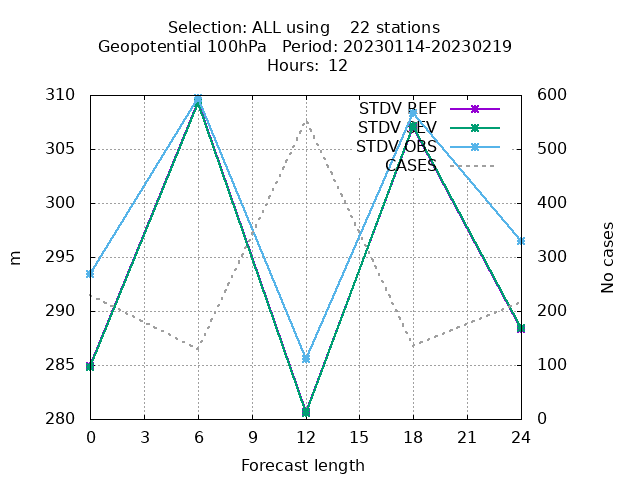 Selection: ALL using    22 stations
Geopotential 100hPa   Period: 20230114-20230219
Hours:  12
310 600
STDV REF
STDV DEV
305 500
STDV OBS
CASES
300 400
295 300
m
No cases
290 200
285 100
280 0
0 3 6 9 12 15 18 21 24
Forecast length